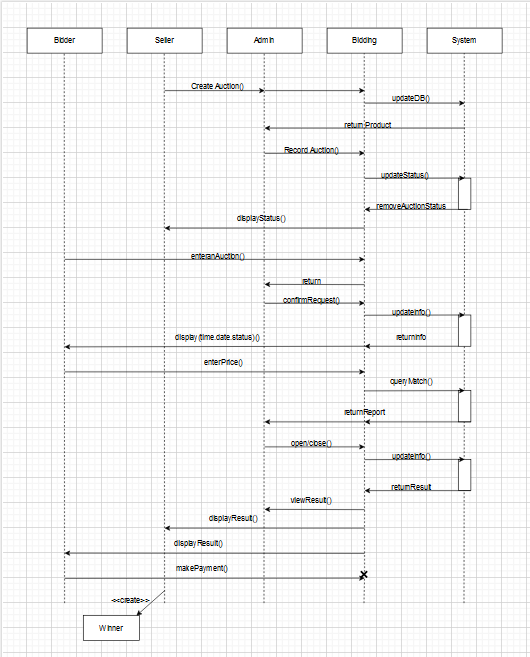 Bidder Seller Admin Bidding System
Create Auction()
updateDB()
return Product
Record Auction()
updateStatus()
removeAuctionStatus
displayStatus()
enteranAuction()
return
confirmRequest()
updateInfo()
display(time.date.status)()
returnInfo
enterPrice()
queryMatch()
returnReport
open/close()
updateInfo()
returnResult
viewResult()
displayResult()
displayResult()
makePayment()
<<create>>
Winner